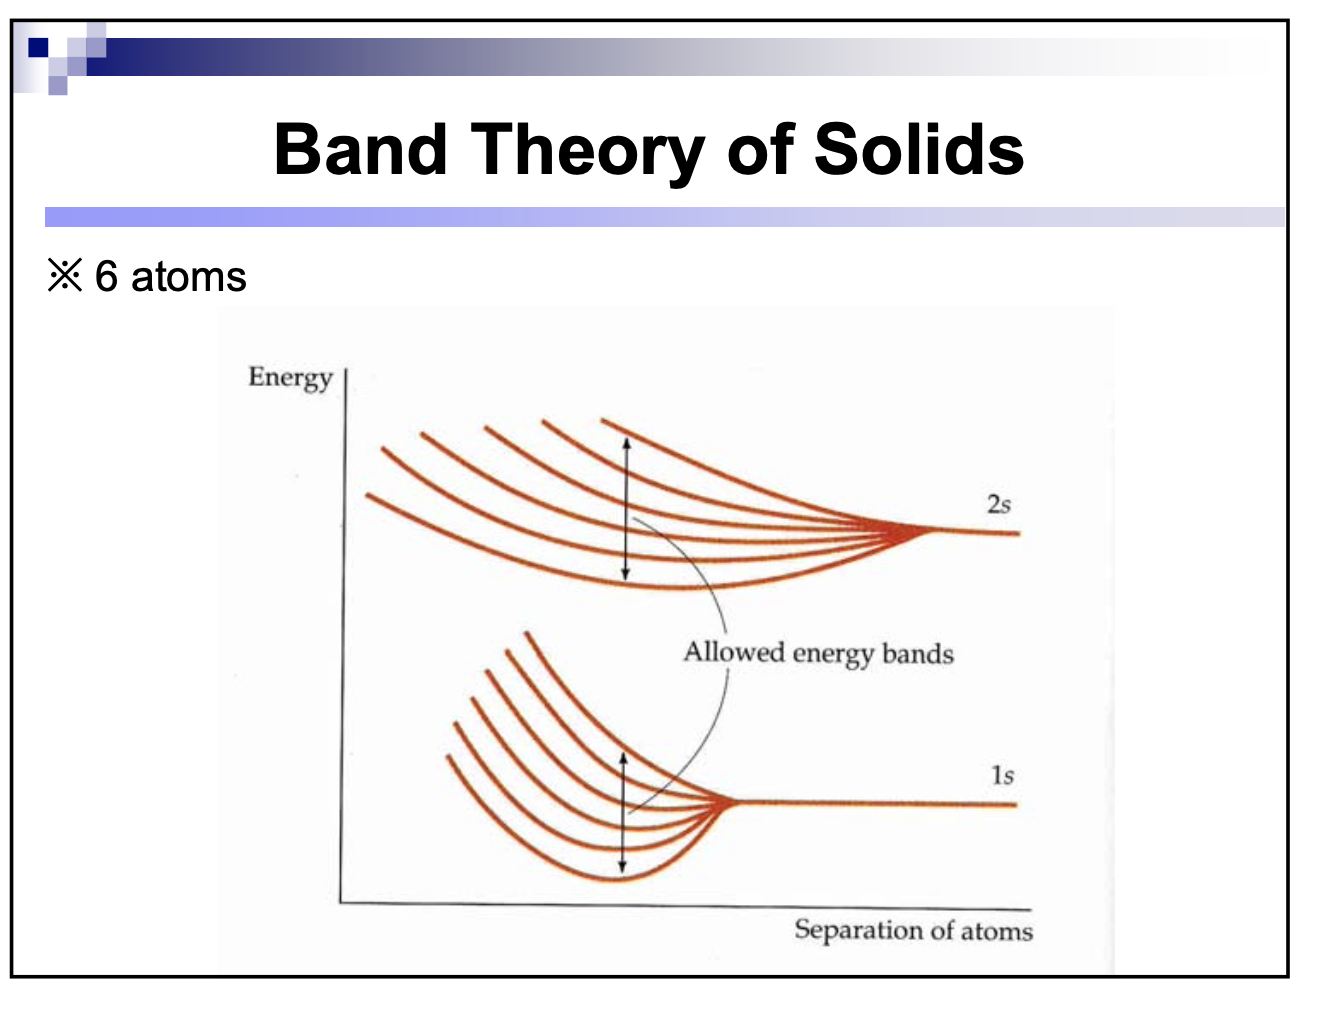 Band Theory of Solids
※ 6 atoms
Energy
2s
Allowed energy bands
1s
Separation of atoms